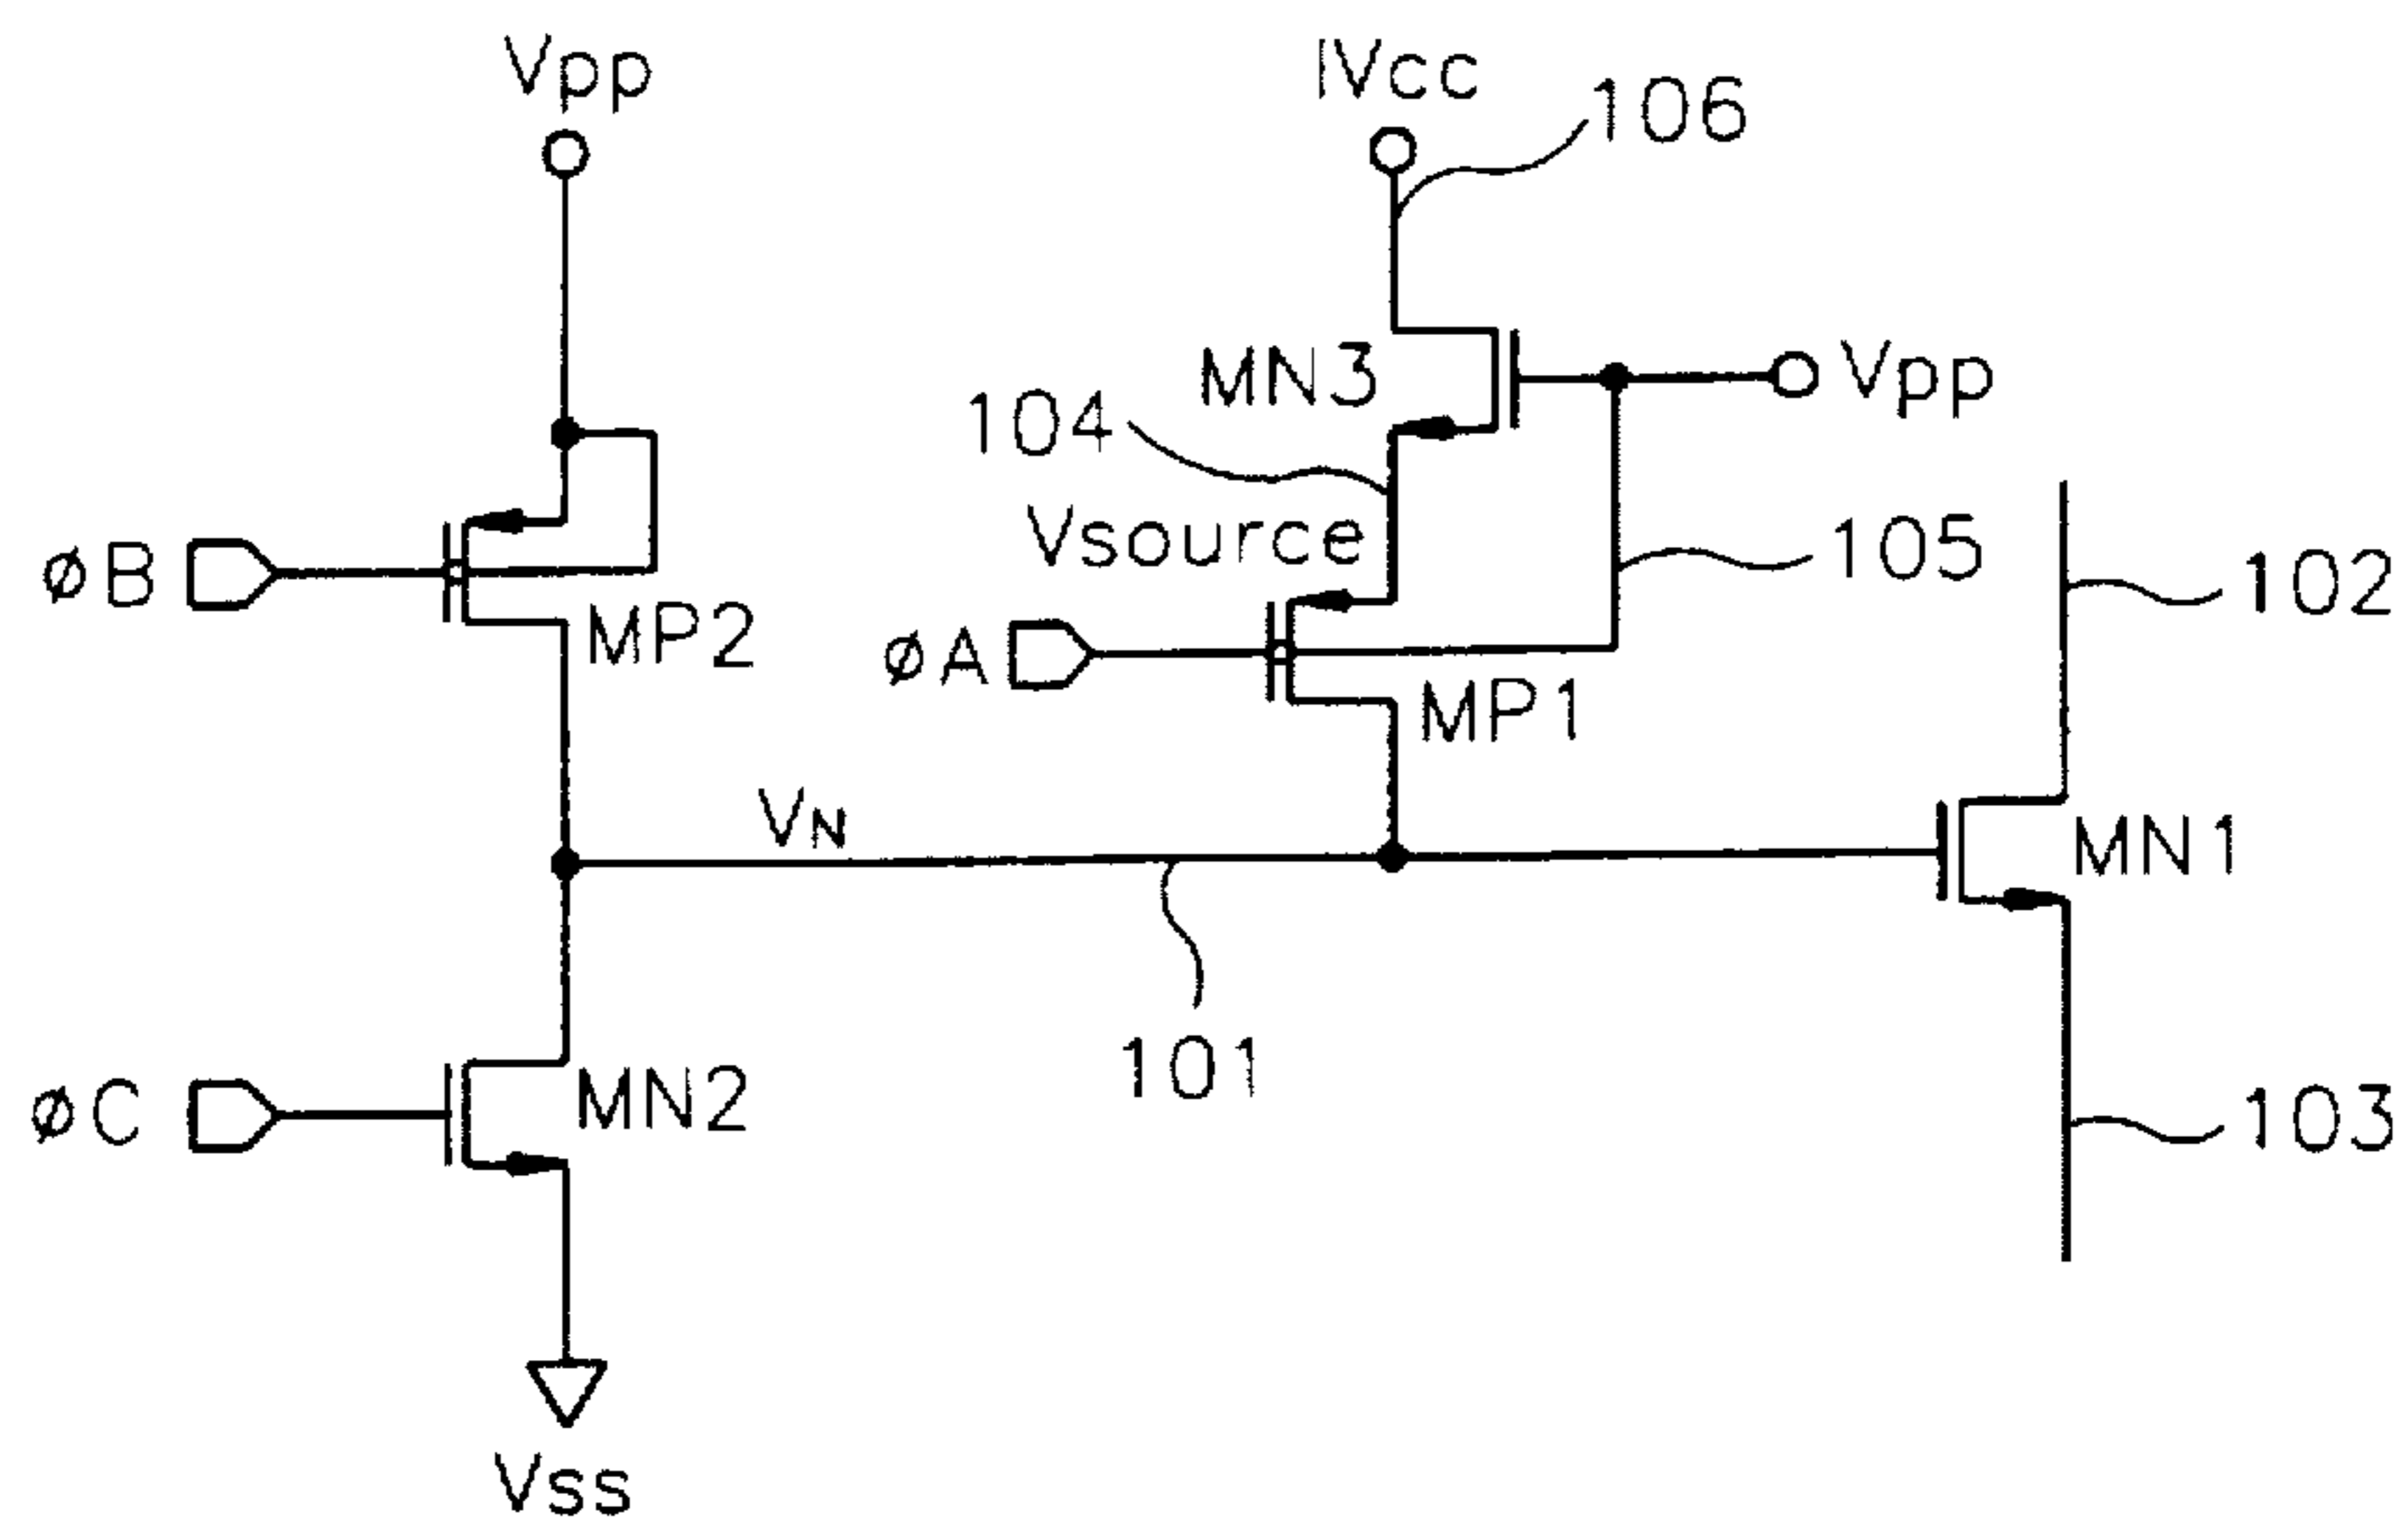 Vpp
IVcc
106
MN3
Vpp
104
Vsource
105
102
øB
MP2
øA
MP1
VN
MN1
101
øC
MN2
103
Vss